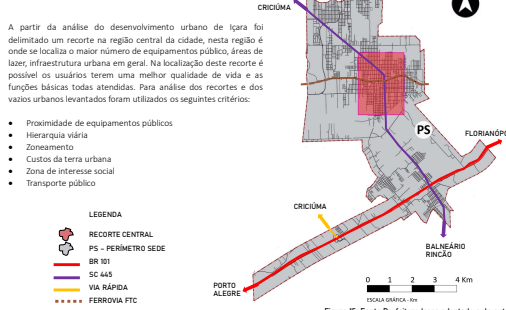 A partir da análise do desenvolvimento urbano de Içara foi
delimitado um recorte na região central da cidade, nesta região é
onde se localiza o maior número de equipamentos público, áreas de
lazer, infraestrutura urbana em geral. Na localização deste recorte é
possível os usuários terem uma melhor qualidade de vida e as
funções básicas todas atendidas. Para análise dos recortes e dos
vazios urbanos levantados foram utilizados os seguintes critérios:
• Proximidade de equipamentos públicos
• Hierarquia viária
• Zoneamento
• Custos da terra urbana
• Zona de interesse social
• Transporte público
LEGENDA
RECORTE CENTRAL
PS – PERÍMETRO SEDE
BR 101
SC 445
VIA RÁPIDA
FERROVIA FTC
CRICIÚMA
PS
FLORIANÓPO
CRICIÚMA
BALNEÁRIO
RINCÃO
PORTO
ALEGRE
0 1 2 3 4 Km
ESCALA GRÁFICA - Km